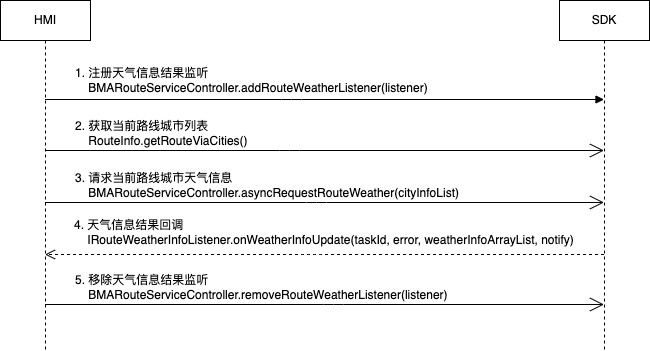 HMI
SDK
1. 注册天气信息结果监听
BMARouteServiceController.addRouteWeatherListener(listener)
2. 获取当前路线城市列表
RouteInfo.getRouteViaCities()
3. 请求当前路线城市天气信息
BMARouteServiceController.asyncRequestRouteWeather(cityInfoList)
4. 天气信息结果回调
IRouteWeatherInfoListener.onWeatherInfoUpdate(taskId, error, weatherInfoArrayList, notify)
5. 移除天气信息结果监听
BMARouteServiceController.removeRouteWeatherListener(listener)